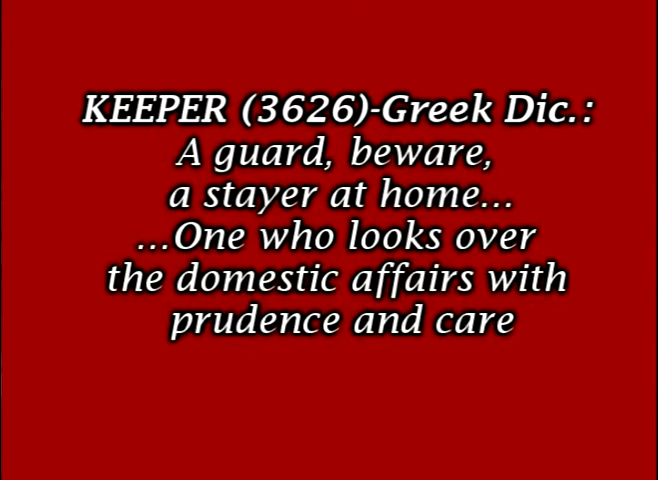 KEEPER (3626)-Greek Dic.:
A guard, beware,
a stayer at home...
...One who looks over
the domestic affairs with
prudence and care